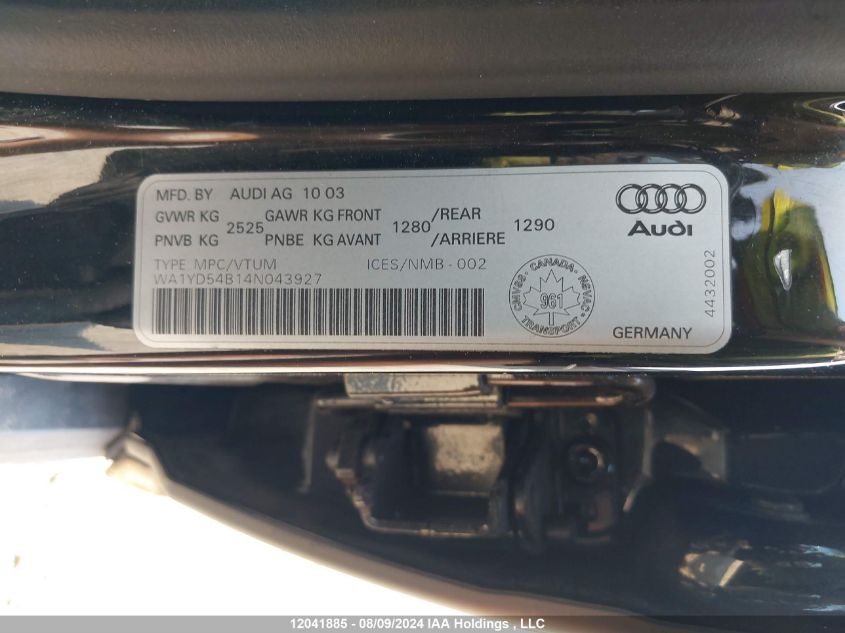 MFD. BY AUDI AG 10 03
GVWR KG 2525 GAWR KG FRONT 1280 /REAR 1290
PNVB KG PNBE KG AVANT /ARRIERE
TYPE: MPC/VTUM ICES/NMB - 002
WA1YD54B14N043927
Audi
4432002
CANADA
CMVSS NSVAC
961
TRANSPORT
GERMANY
12041885 - 08/09/2024 IAA Holdings , LLC